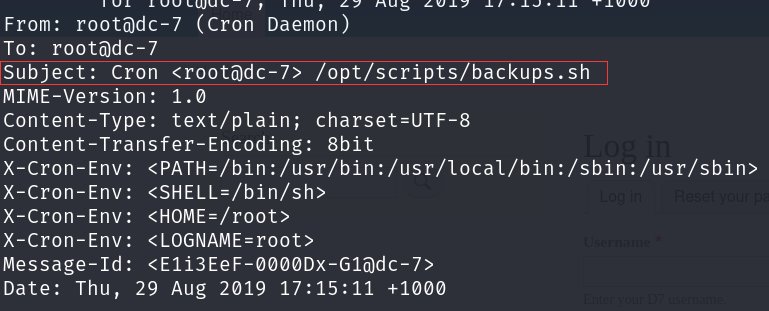 for root@dc-7; Thu, 29 Aug 2019 17:15:11 +1000
From: root@dc-7 (Cron Daemon)
To: root@dc-7
Subject: Cron <root@dc-7> /opt/scripts/backups.sh
MIME-Version: 1.0
Content-Type: text/plain; charset=UTF-8
Content-Transfer-Encoding: 8bit
X-Cron-Env: <PATH=/bin:/usr/bin:/usr/local/bin:/sbin:/usr/sbin>
X-Cron-Env: <SHELL=/bin/sh>
X-Cron-Env: <HOME=/root>
X-Cron-Env: <LOGNAME=root>
Message-Id: <E1i3EeF-0000Dx-G1@dc-7>
Date: Thu, 29 Aug 2019 17:15:11 +1000
Log in
Log in Reset your pa
Username *
Enter your D7 username.